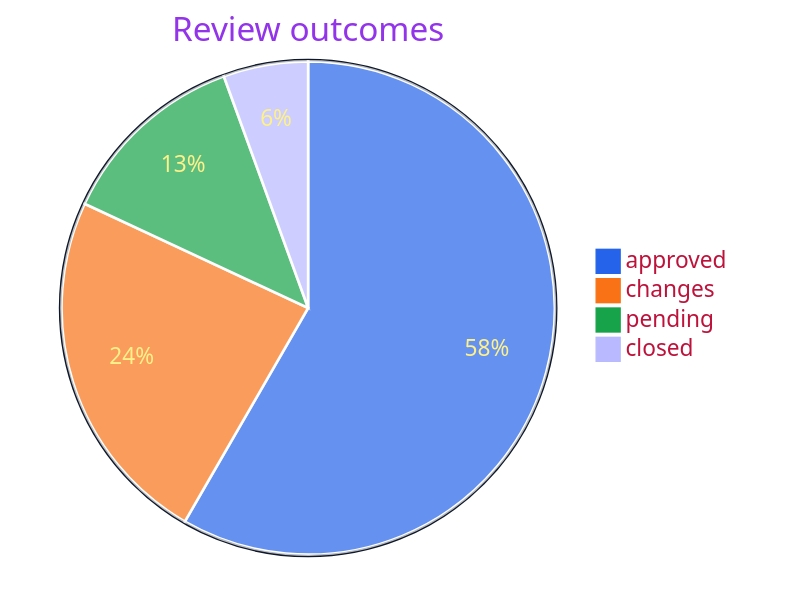 Review outcomes
6%
13%
24%
58%
approved
changes
pending
closed